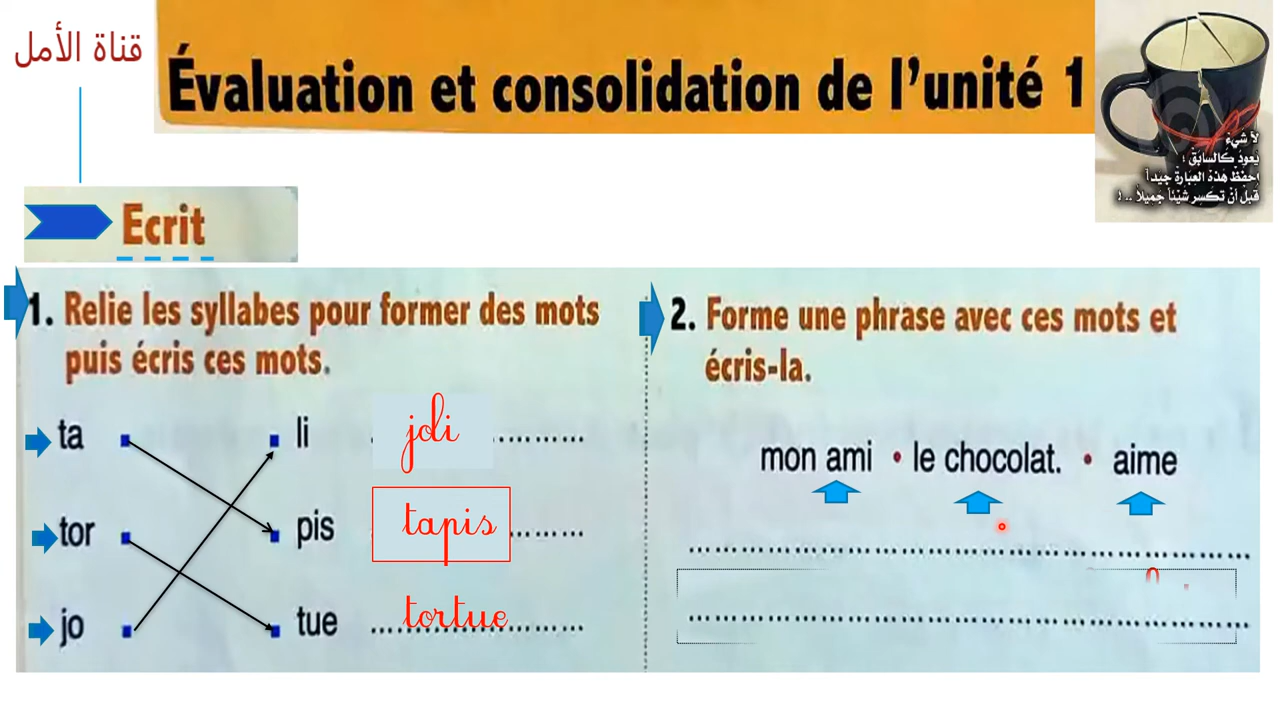 قناة الأمل
Évaluation et consolidation de l'unité 1
لا شيء
يعود كالسابق !
احفظ هذه العبارة جيداً
قبل أن تكسر شيئاً جميلاً .. !
Ecrit
1. Relie les syllabes pour former des mots
puis écris ces mots.
ta li joli
tor pis tapis
jo tue tortue
2. Forme une phrase avec ces mots et
écris-la.
mon ami • le chocolat. • aime